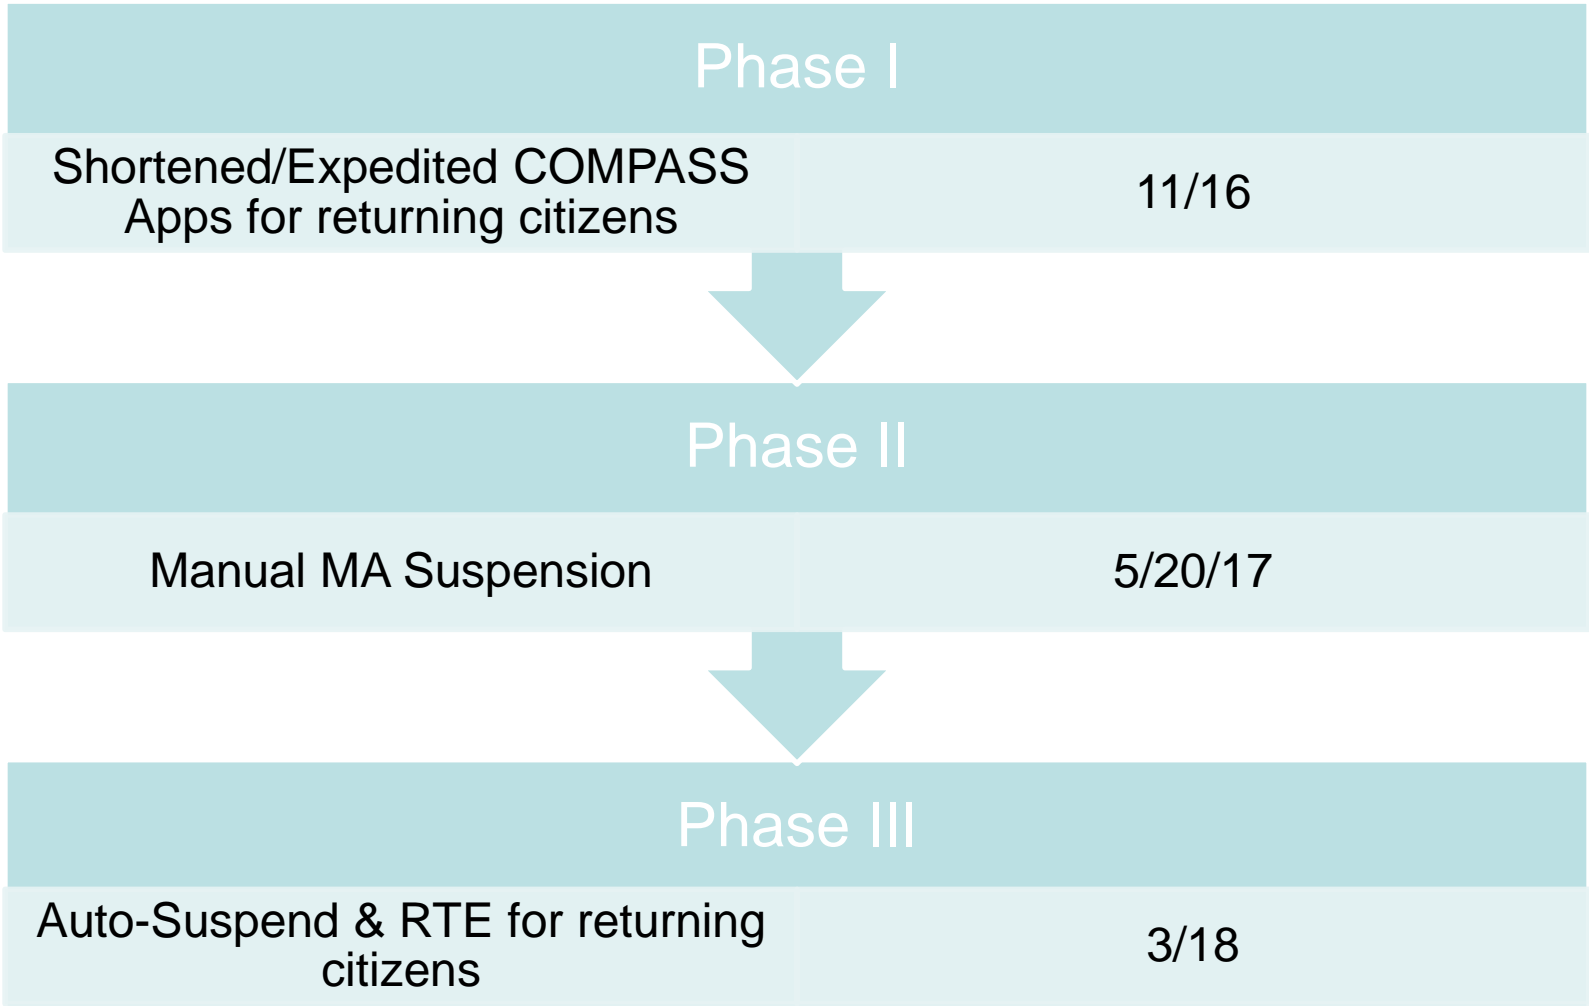 Phase I
Shortened/Expedited COMPASS
Apps for returning citizens
11/16
Phase II
Manual MA Suspension
5/20/17
Phase III
Auto-Suspend & RTE for returning
citizens
3/18